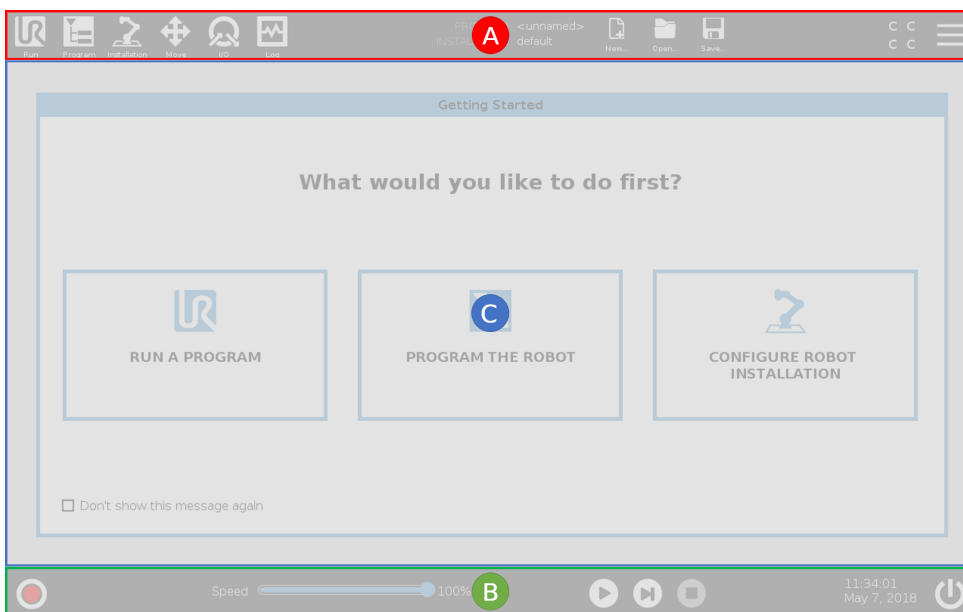 Run Program Installation Move I/O Log
<unnamed>
default
New... Open... Save...
C C
C C
A
Getting Started
What would you like to do first?
C
RUN A PROGRAM
PROGRAM THE ROBOT
CONFIGURE ROBOT
INSTALLATION
Don't show this message again
Speed 100%
B
11:34:01
May 7, 2018